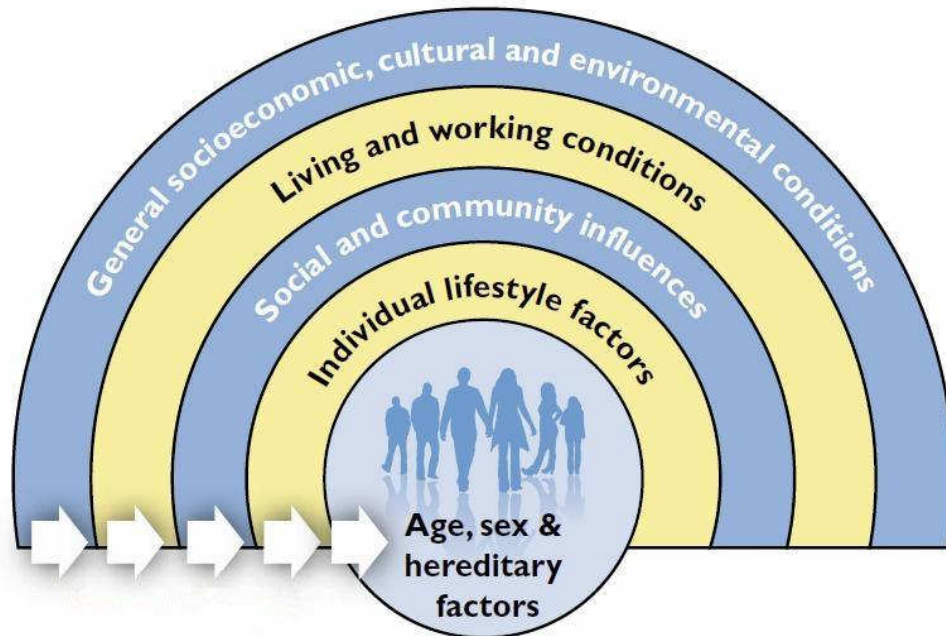 General socioeconomic, cultural and environmental conditions
Living and working conditions
Social and community influences
Individual lifestyle factors
Age, sex &
hereditary
factors